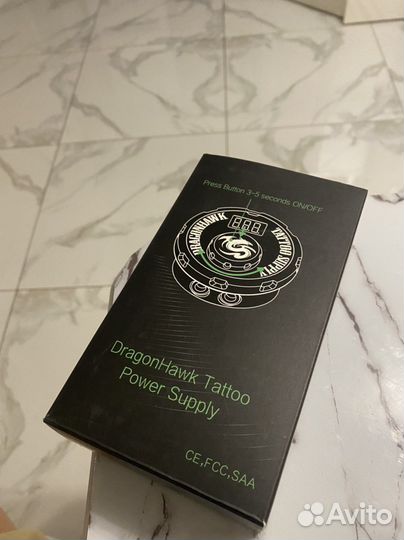 Press Button 3-5 seconds ON/OFF
DRAGONHAWK
TATTOO SUPPLY
DragonHawk Tattoo
Power Supply
CE,FCC,SAA
Avito